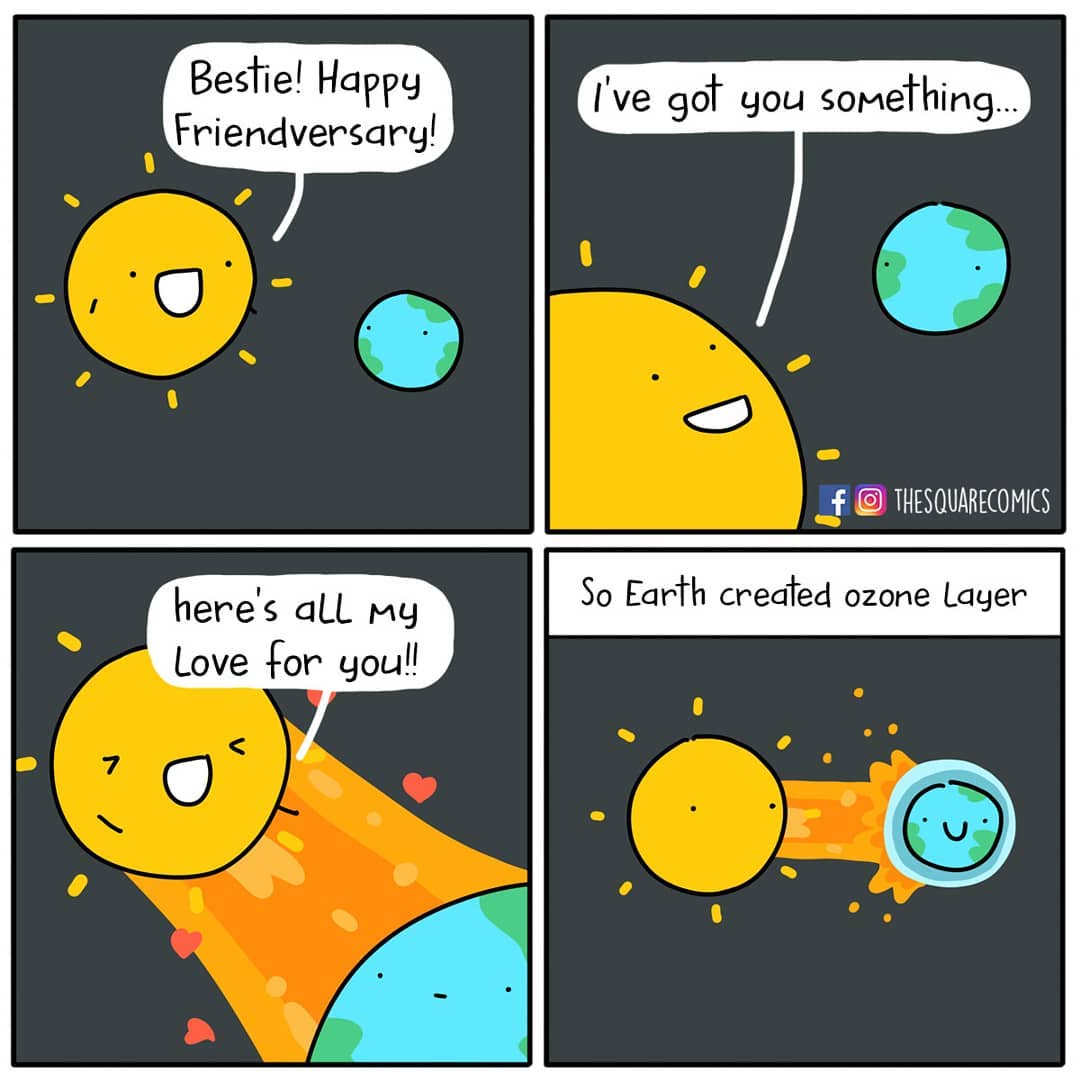 Bestie! Happy
Friendversary!
I've got you something...
THESQUARECOMICS
here's all my
Love for you!!
So Earth created ozone Layer